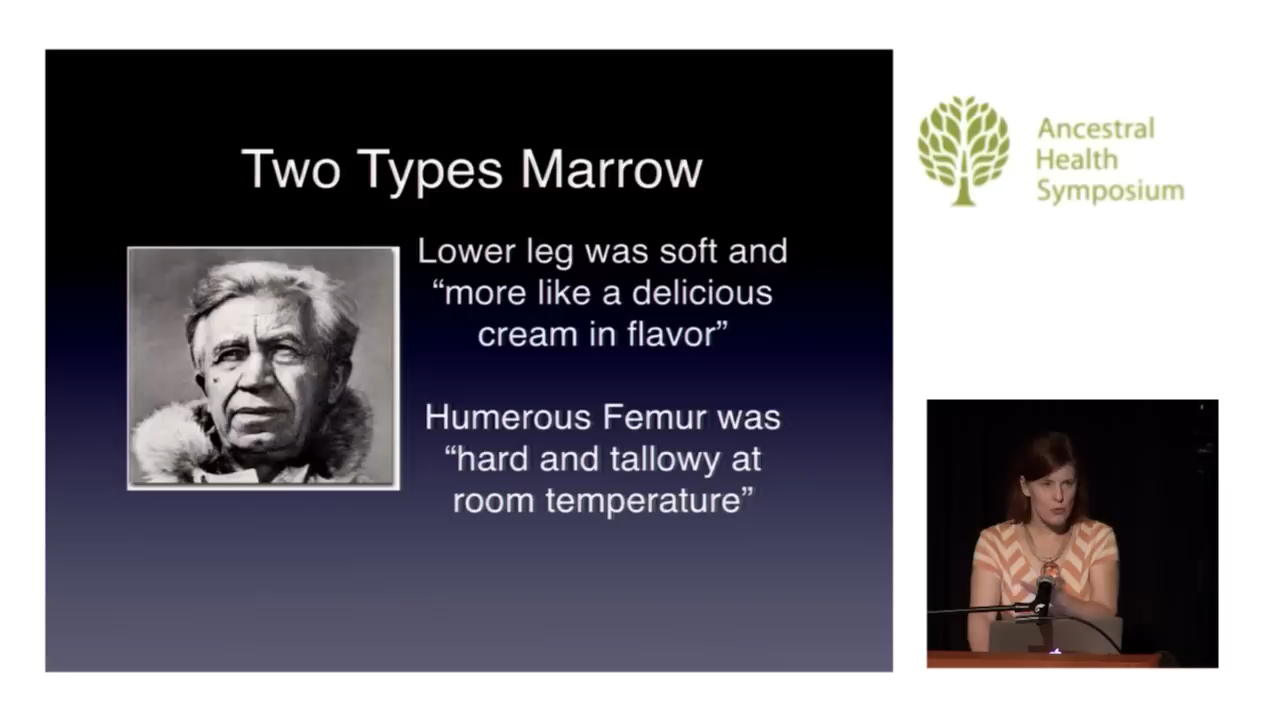 Two Types Marrow
Lower leg was soft and
“more like a delicious
cream in flavor”
Humerous Femur was
“hard and tallowy at
room temperature”
Ancestral
Health
Symposium